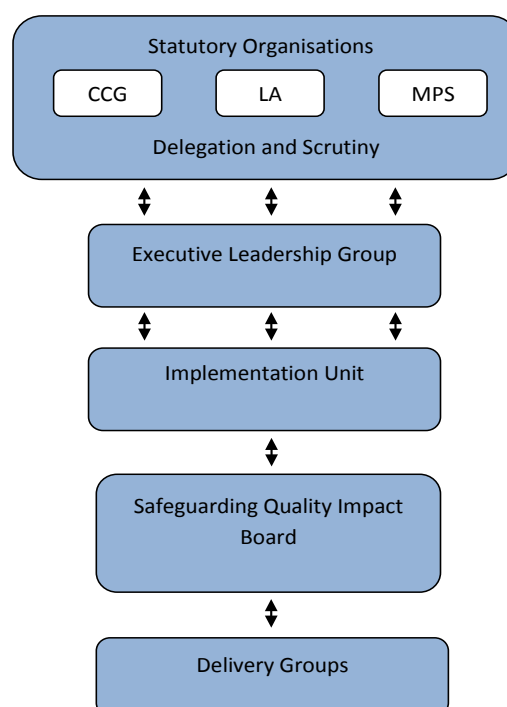 Statutory Organisations
CCG
LA
MPS
Delegation and Scrutiny
Executive Leadership Group
Implementation Unit
Safeguarding Quality Impact
Board
Delivery Groups